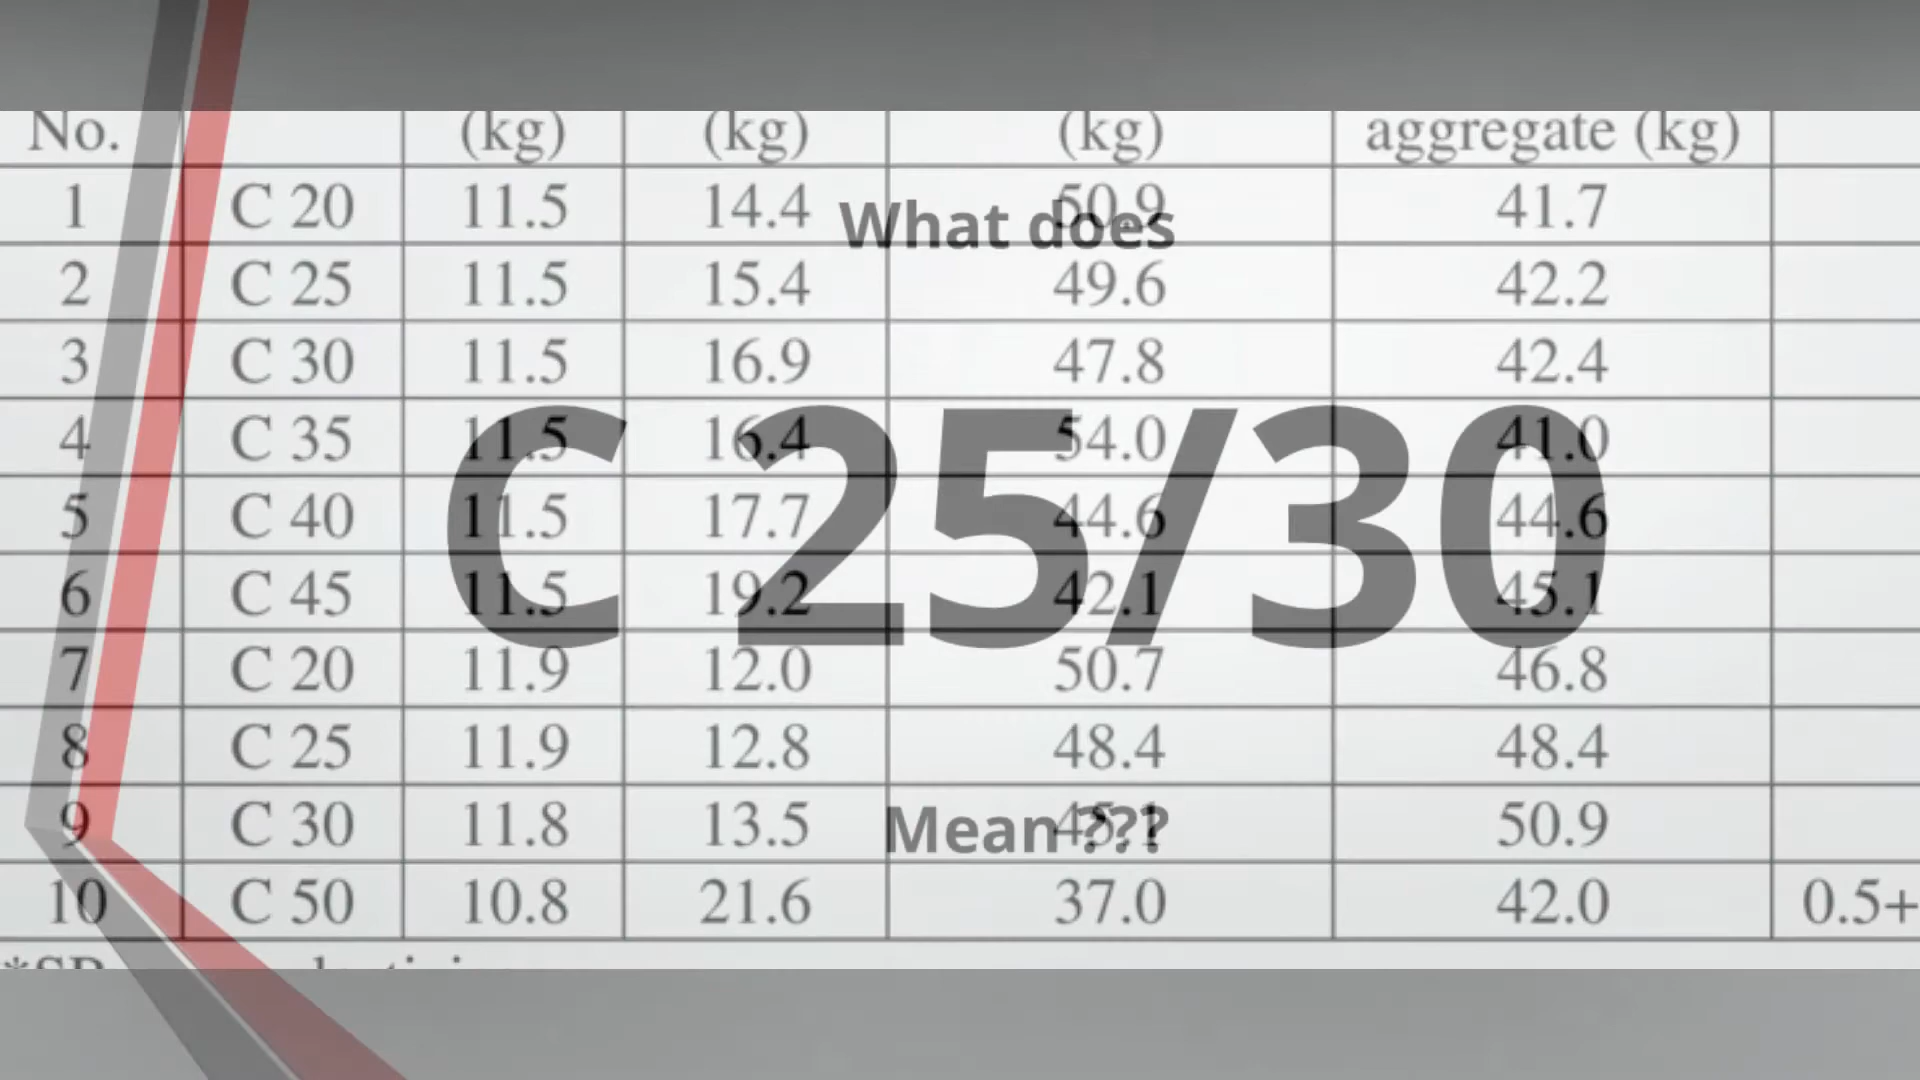 No. (kg) (kg) (kg) aggregate (kg)
1 C 20 11.5 14.4 50.9 41.7
What does
2 C 25 11.5 15.4 49.6 42.2
3 C 30 11.5 16.9 47.8 42.4
4 C 35 11.5 16.4 54.0 41.0
C 25/30
5 C 40 11.5 17.7 44.6 44.6
6 C 45 11.5 19.2 42.1 45.1
7 C 20 11.9 12.0 50.7 46.8
8 C 25 11.9 12.8 48.4 48.4
9 C 30 11.8 13.5 45.1 50.9
Mean ???
10 C 50 10.8 21.6 37.0 42.0 0.5+